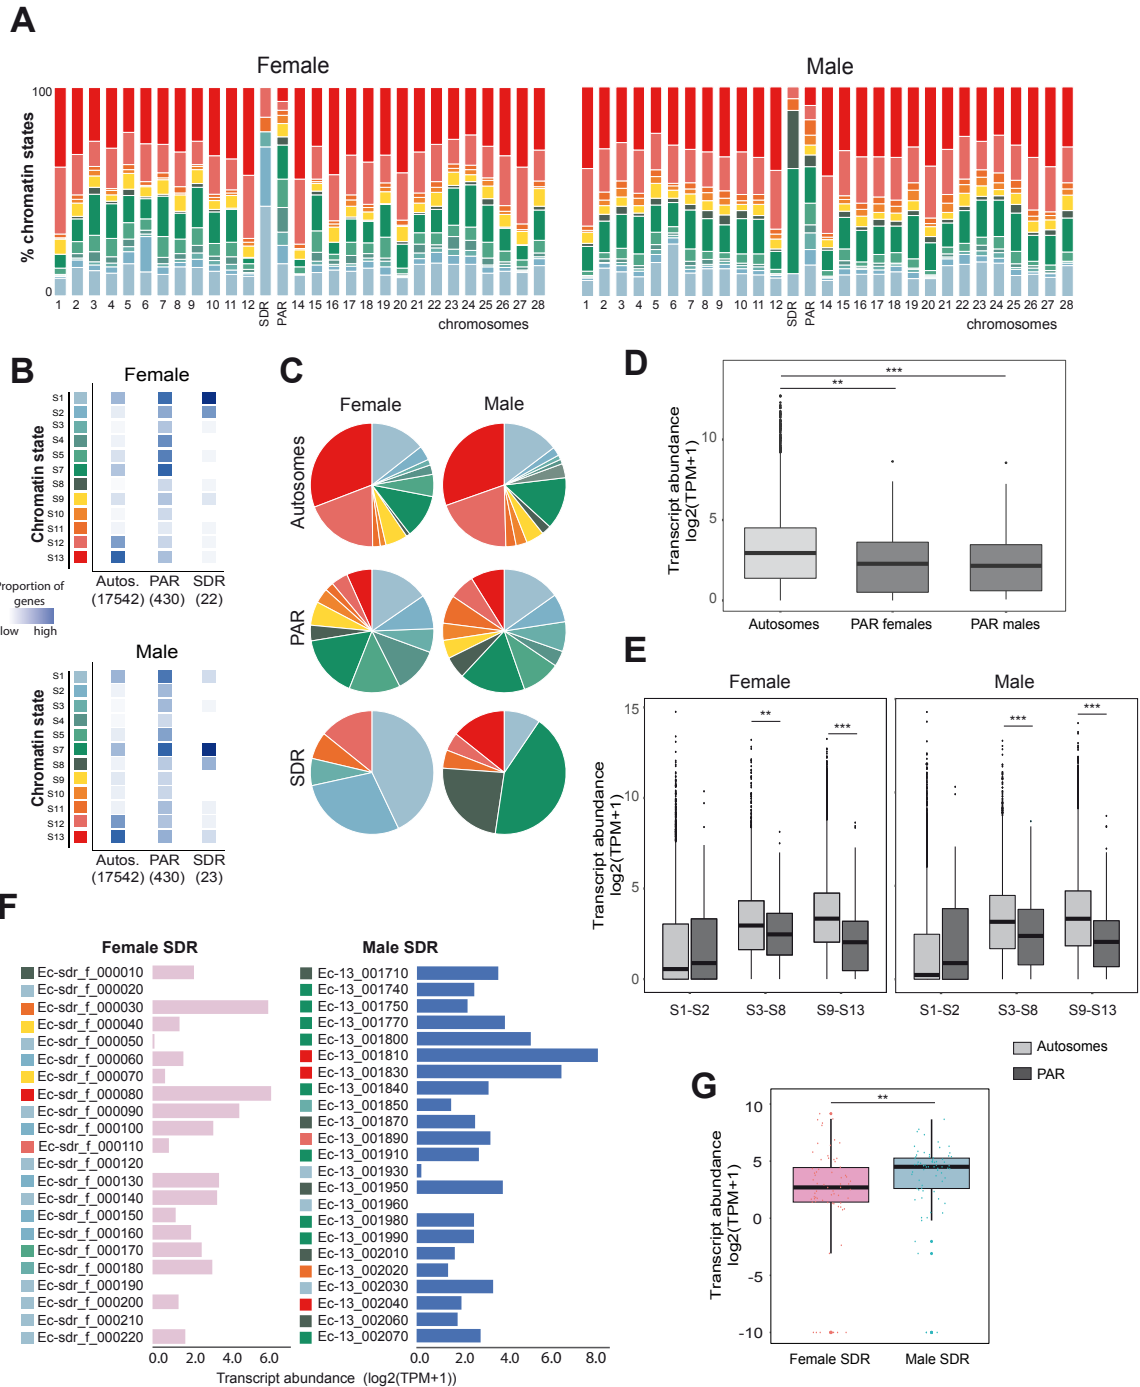 A
Female
Male
% chromatin states
100
0
1 2 3 4 5 6 7 8 9 10 11 12 SDR PAR 14 15 16 17 18 19 20 21 22 23 24 25 26 27 28
chromosomes
1 2 3 4 5 6 7 8 9 10 11 12 SDR PAR 14 15 16 17 18 19 20 21 22 23 24 25 26 27 28
chromosomes
B
Female
Chromatin state
S1
S2
S3
S4
S5
S7
S8
S9
S10
S11
S12
S13
Autos. PAR SDR
(17542) (430) (22)
Proportion of
genes
low high
Male
Chromatin state
S1
S2
S3
S4
S5
S7
S8
S9
S10
S11
S12
S13
Autos. PAR SDR
(17542) (430) (23)
C
Female Male
Autosomes
PAR
SDR
D
Transcript abundance
log2(TPM+1)
10
5
0
***
**
Autosomes PAR females PAR males
E
Female Male
Transcript abundance
log2(TPM+1)
15
10
5
0
** *** *** ***
S1-S2 S3-S8 S9-S13 S1-S2 S3-S8 S9-S13
Autosomes
PAR
F
Female SDR
Ec-sdr_f_000010
Ec-sdr_f_000020
Ec-sdr_f_000030
Ec-sdr_f_000040
Ec-sdr_f_000050
Ec-sdr_f_000060
Ec-sdr_f_000070
Ec-sdr_f_000080
Ec-sdr_f_000090
Ec-sdr_f_000100
Ec-sdr_f_000110
Ec-sdr_f_000120
Ec-sdr_f_000130
Ec-sdr_f_000140
Ec-sdr_f_000150
Ec-sdr_f_000160
Ec-sdr_f_000170
Ec-sdr_f_000180
Ec-sdr_f_000190
Ec-sdr_f_000200
Ec-sdr_f_000210
Ec-sdr_f_000220
0.0 2.0 4.0 6.0
Male SDR
Ec-13_001710
Ec-13_001740
Ec-13_001750
Ec-13_001770
Ec-13_001800
Ec-13_001810
Ec-13_001830
Ec-13_001840
Ec-13_001850
Ec-13_001870
Ec-13_001890
Ec-13_001910
Ec-13_001930
Ec-13_001950
Ec-13_001960
Ec-13_001980
Ec-13_001990
Ec-13_002010
Ec-13_002020
Ec-13_002030
Ec-13_002040
Ec-13_002060
Ec-13_002070
0.0 2.0 4.0 6.0 8.0
Transcript abundance (log2(TPM+1))
G
Transcript abundance
log2(TPM+1)
10
5
0
-5
-10
**
Female SDR Male SDR